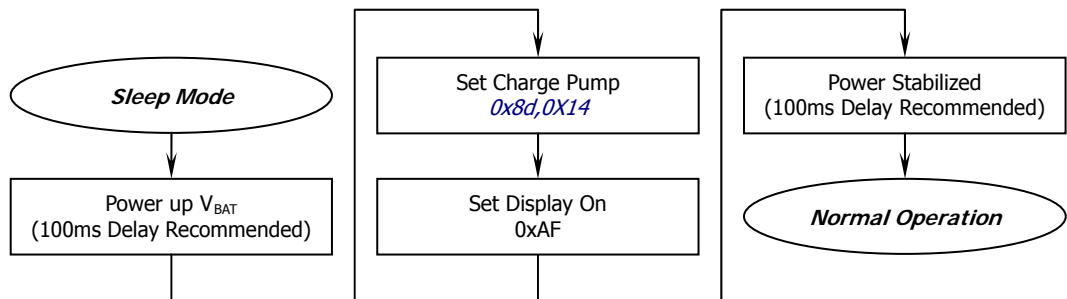 Sleep Mode
Power up VBAT
(100ms Delay Recommended)
Set Charge Pump
0x8d,0X14
Set Display On
0xAF
Power Stabilized
(100ms Delay Recommended)
Normal Operation